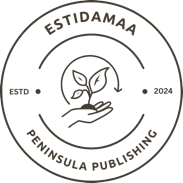 ESTIDAMAA
ESTD
2024
PENINSULA PUBLISHING